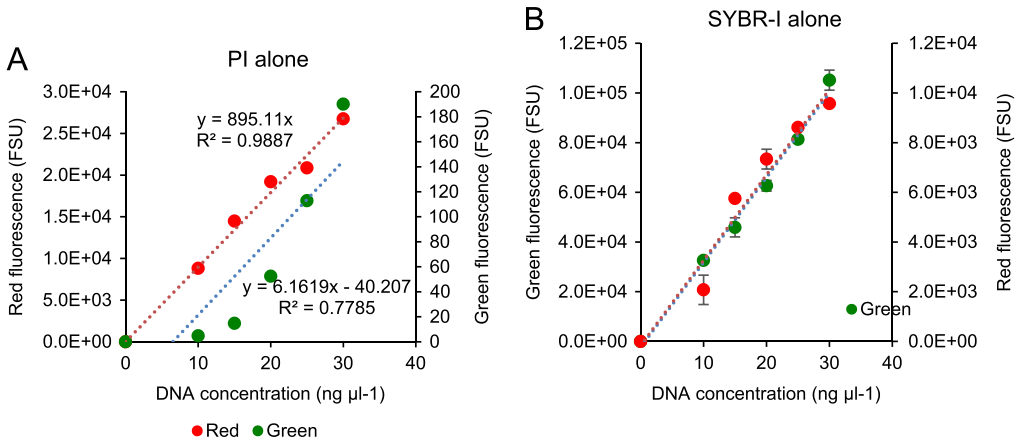 A
PI alone
Red fluorescence (FSU)
3.0E+04
2.5E+04
2.0E+04
1.5E+04
1.0E+04
5.0E+03
0.0E+00
y = 895.11x
R² = 0.9887
y = 6.1619x - 40.207
R² = 0.7785
200
180
160
140
120
100
80
60
40
20
0
Green fluorescence (FSU)
0
10
20
30
40
DNA concentration (ng µl-1)
Red
Green
B
SYBR-I alone
Green fluorescence (FSU)
1.2E+05
1.0E+05
8.0E+04
6.0E+04
4.0E+04
2.0E+04
0.0E+00
Green
1.2E+04
1.0E+04
8.0E+03
6.0E+03
4.0E+03
2.0E+03
0.0E+00
Red fluorescence (FSU)
0
10
20
30
40
DNA concentration (ng µl-1)